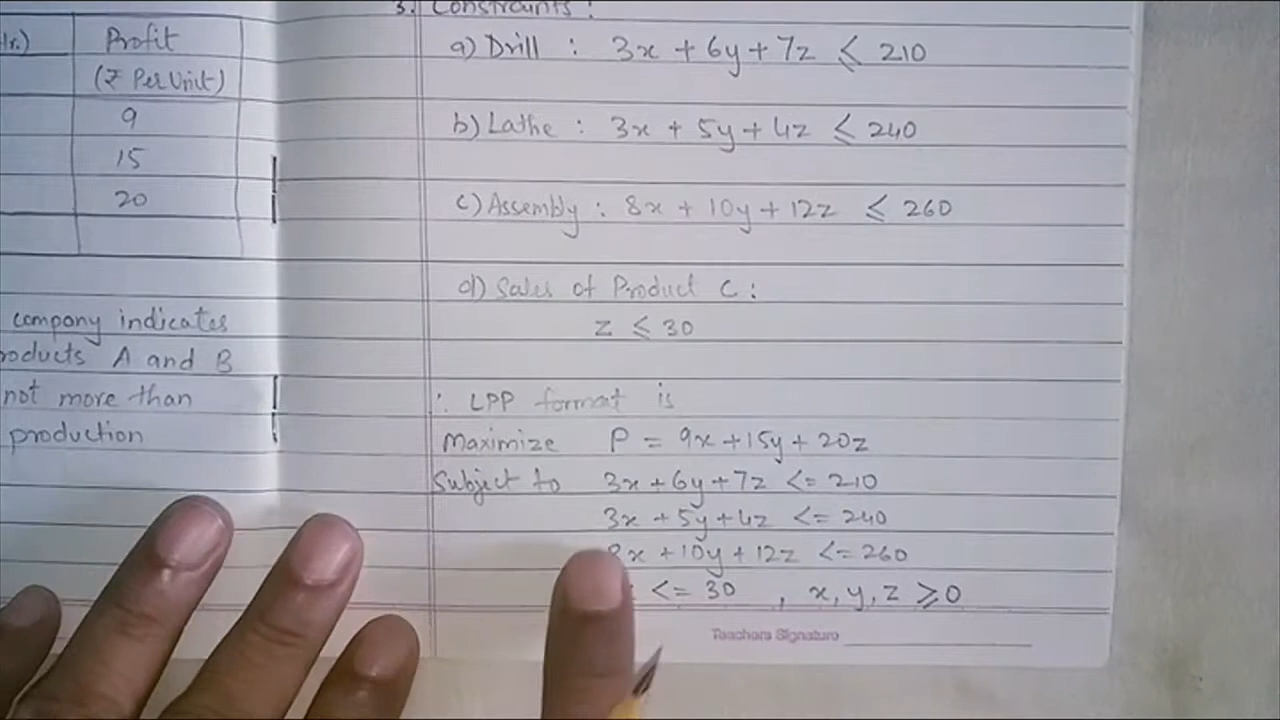 Hr.)
Profit
(₹ Per Unit)
9
15
20
company indicates
products A and B
not more than
production
3. Constraints :
a) Drill : 3x + 6y + 7z ⩽ 210
b) Lathe : 3x + 5y + 4z ⩽ 240
c) Assembly : 8x + 10y + 12z ⩽ 260
d) Sales of Product C :
z ⩽ 30
∴ LPP format is
Maximize P = 9x + 15y + 20z
Subject to 3x + 6y + 7z <= 210
3x + 5y + 4z <= 240
8x + 10y + 12z <= 260
<= 30 , x, y, z ⩾ 0
Teachers Signature